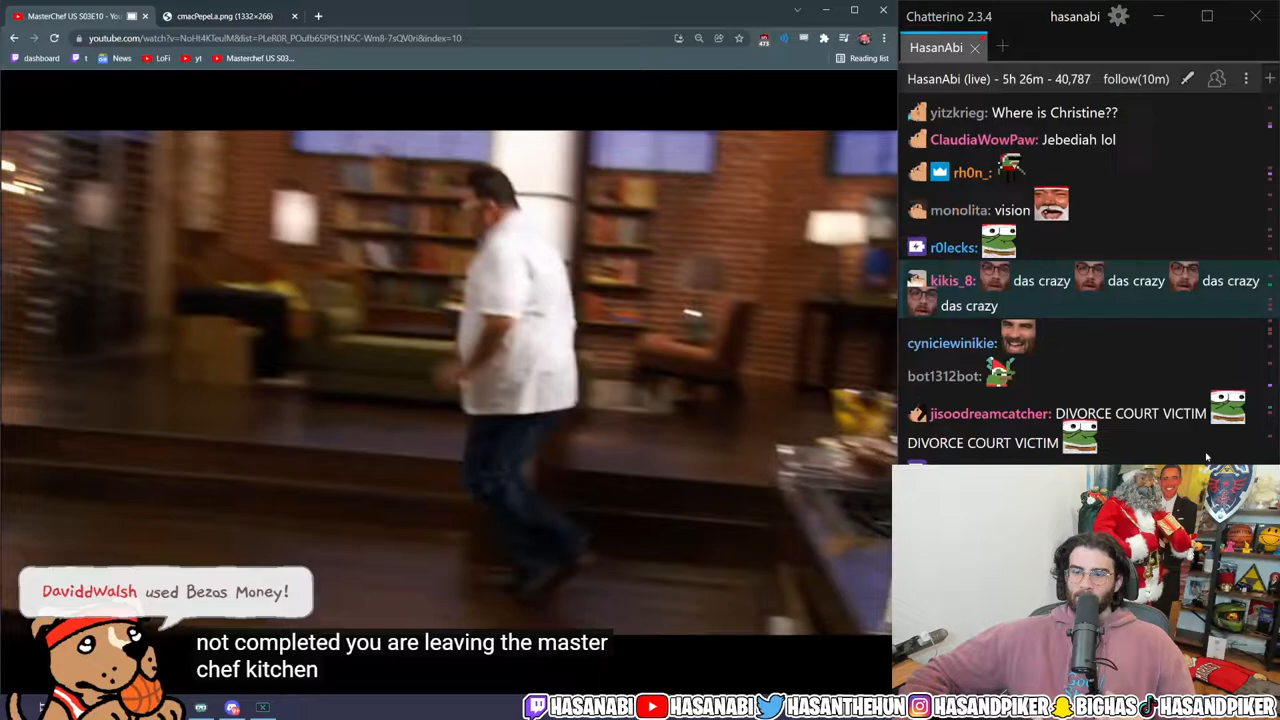 MasterChef US S03E10 - Yo
cmacPepeLa.png (1332×266)
youtube.com/watch?v=NoHt4KTeulM&list=PLeR0R_POufb65PfSt1N5C-Wm8-7sQV0ri&index=10
dashboard
t
News
LoFi
yt
Masterchef US S03...
Reading list
Chatterino 2.3.4
hasanabi
HasanAbi
HasanAbi (live) - 5h 26m - 40,787
follow(10m)
yitzkrieg: Where is Christine??
ClaudiaWowPaw: Jebediah lol
rh0n_:
monolita: vision
r0lecks:
kikis_8: das crazy das crazy das crazy
das crazy
cyniciewinikie:
bot1312bot:
jisoodreamcatcher: DIVORCE COURT VICTIM
DIVORCE COURT VICTIM
DaviddWalsh used Bezos Money!
not completed you are leaving the master
chef kitchen
HASANABI HASANABI HASANTHEHUN HASANDPIKER BIGHAS HASANDPIKER